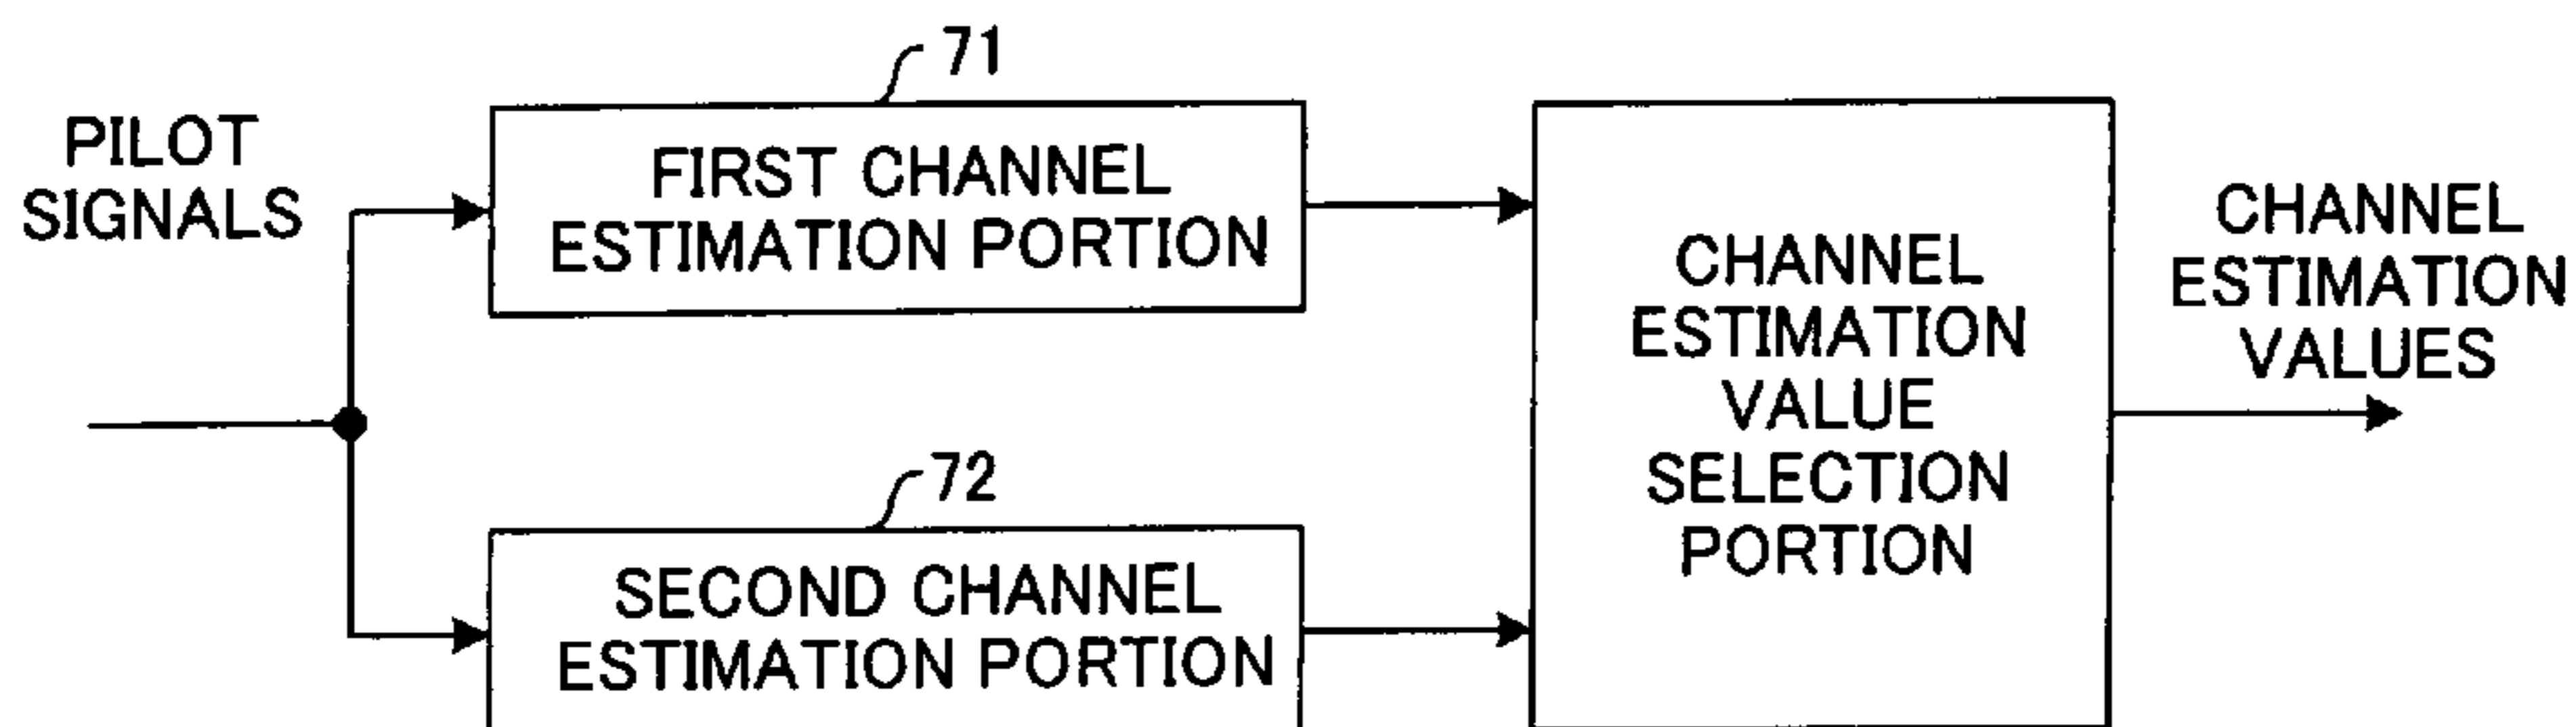 71
PILOT
SIGNALS
FIRST CHANNEL
ESTIMATION PORTION
CHANNEL
ESTIMATION
VALUE
SELECTION
PORTION
CHANNEL
ESTIMATION
VALUES
72
SECOND CHANNEL
ESTIMATION PORTION